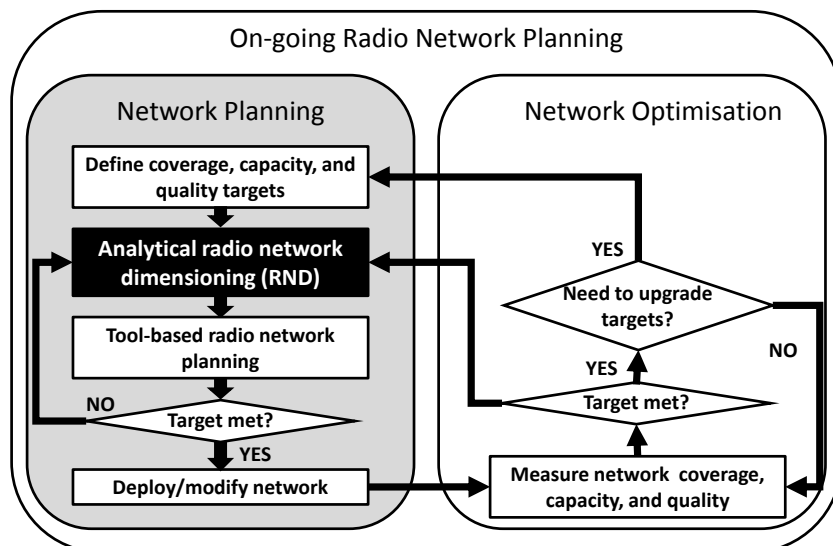 On-going Radio Network Planning
Network Planning
Define coverage, capacity, and
quality targets
Analytical radio network
dimensioning (RND)
Tool-based radio network
planning
NO
Target met?
YES
Deploy/modify network
Network Optimisation
YES
Need to upgrade
targets?
NO
YES
Target met?
Measure network coverage,
capacity, and quality